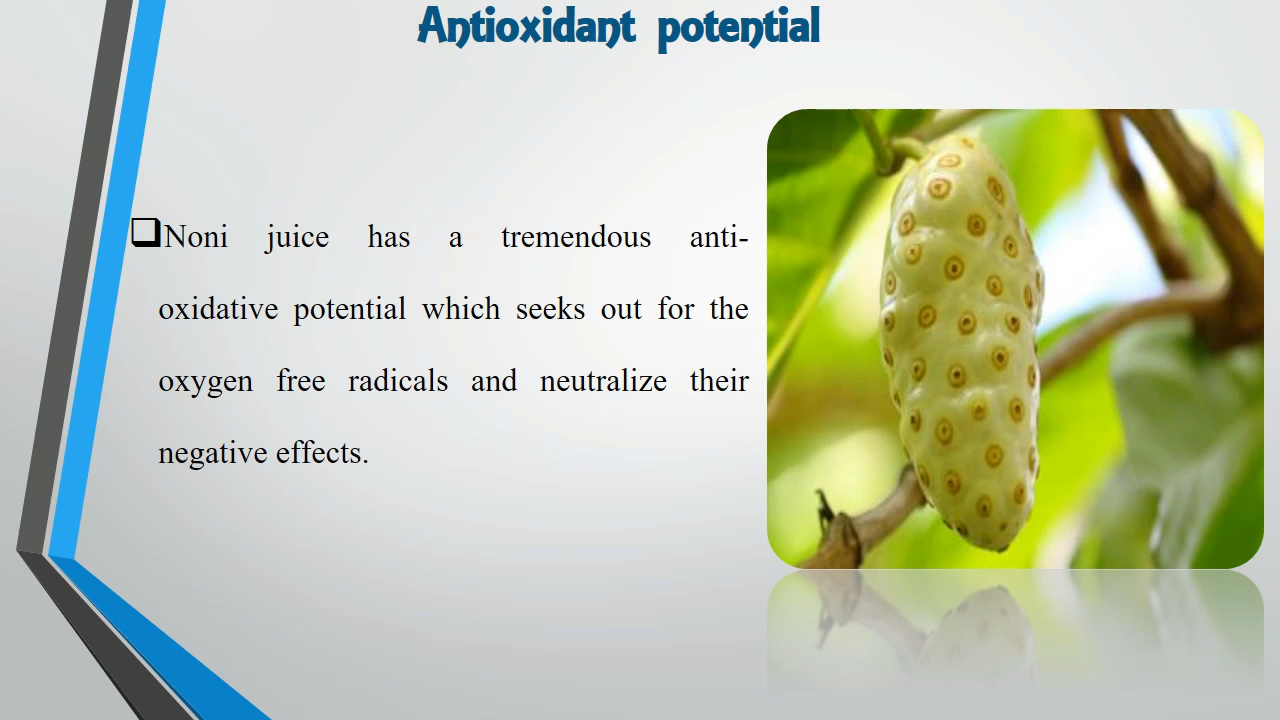 Antioxidant potential
❑Noni juice has a tremendous anti-
oxidative potential which seeks out for the
oxygen free radicals and neutralize their
negative effects.